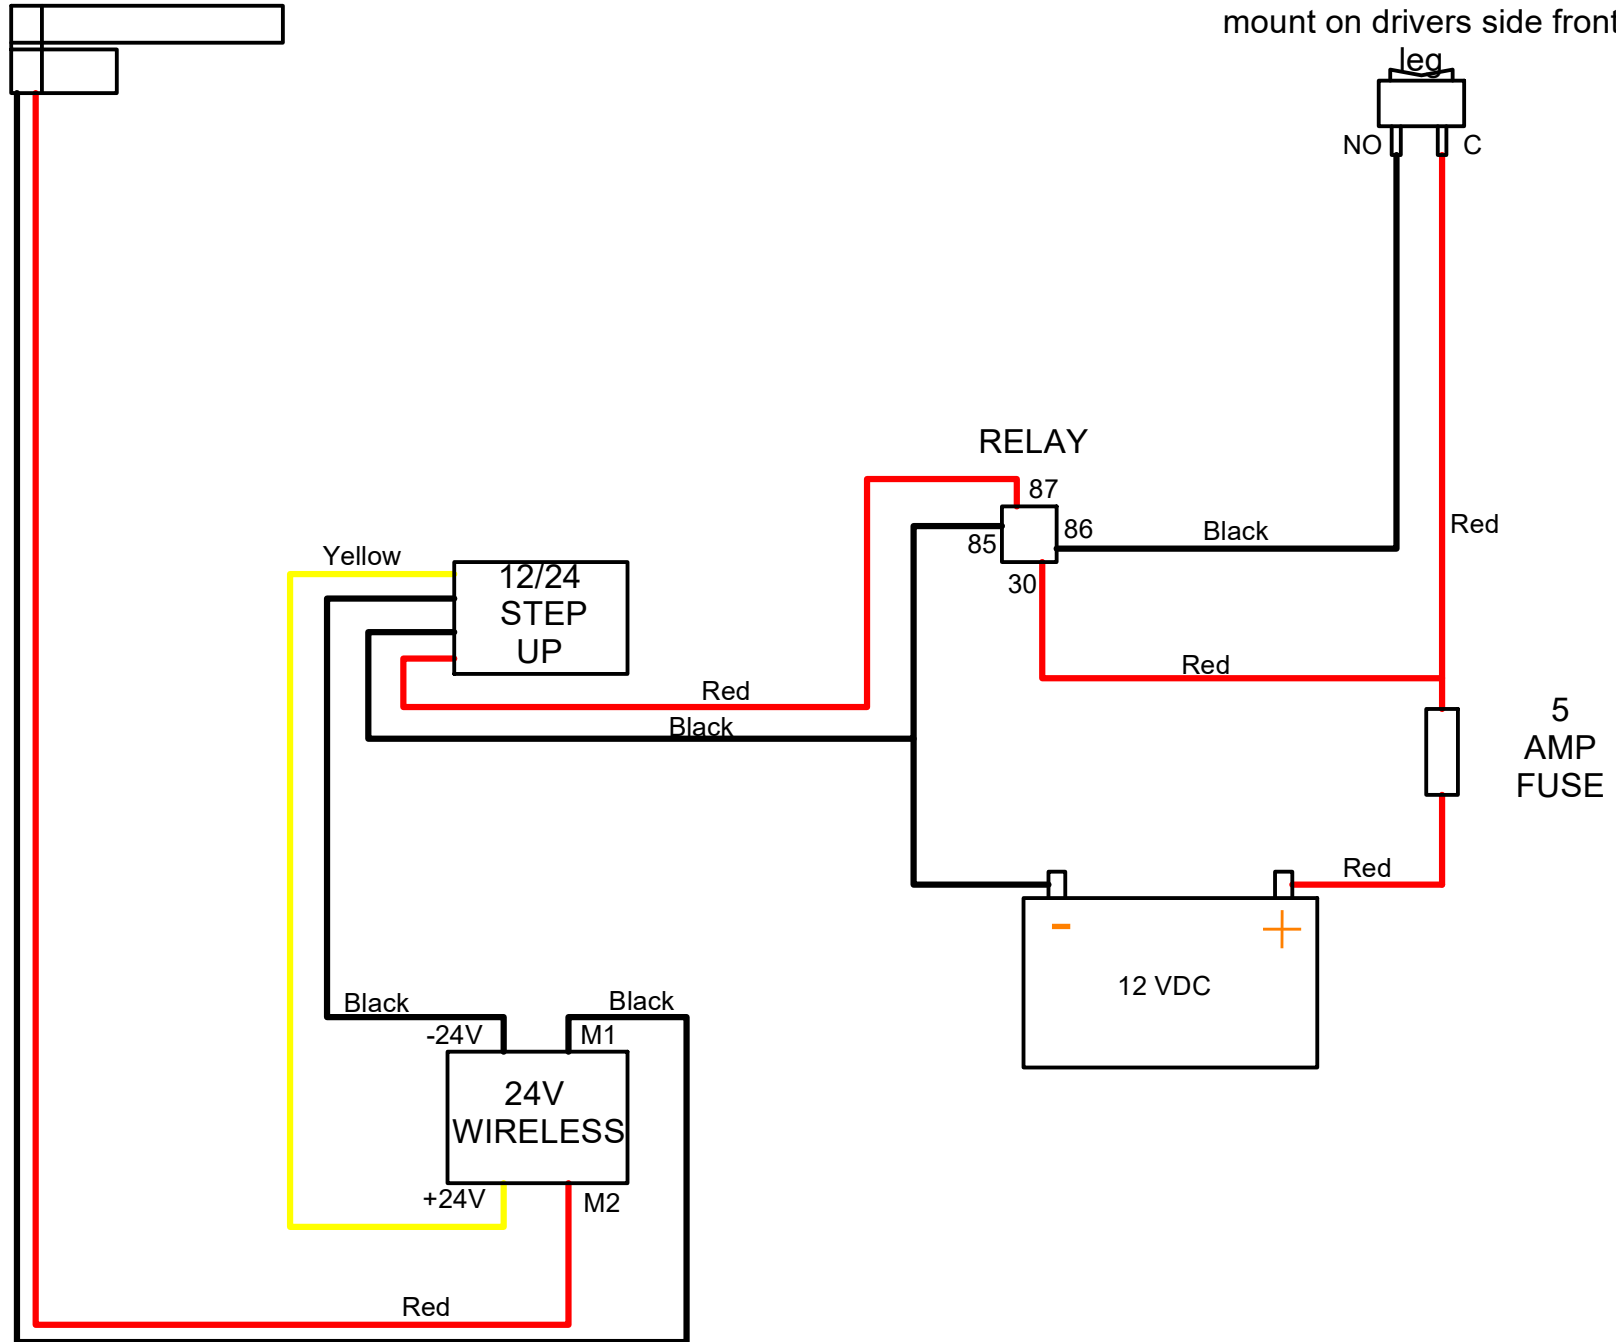 mount on drivers side front
leg
NO
C
RELAY
87
86
85
30
Black
Red
Yellow
12/24
STEP
UP
Red
Red
Black
5
AMP
FUSE
Red
-
+
12 VDC
Black
Black
-24V
M1
24V
WIRELESS
+24V
M2
Red